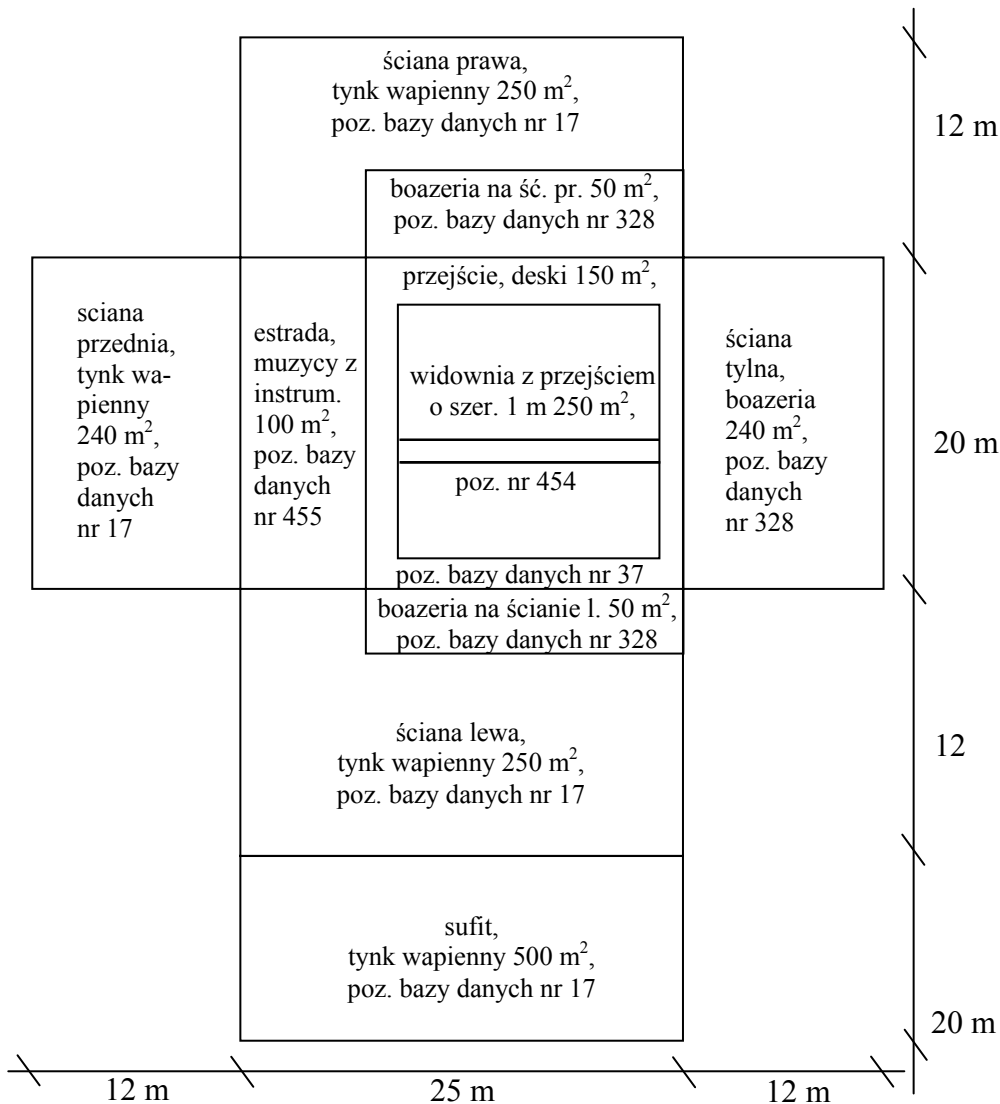 ściana prawa,
tynk wapienny 250 m²,
poz. bazy danych nr 17
12 m
boazeria na ść. pr. 50 m²,
poz. bazy danych nr 328
przejście, deski 150 m²,
sciana
przednia,
tynk wa-
pienny
240 m²,
poz. bazy
danych
nr 17
estrada,
muzycy z
instrum.
100 m²,
poz. bazy
danych
nr 455
widownia z przejściem
o szer. 1 m 250 m²,
poz. nr 454
ściana
tylna,
boazeria
240 m²,
poz. bazy
danych
nr 328
20 m
poz. bazy danych nr 37
boazeria na ścianie l. 50 m²,
poz. bazy danych nr 328
ściana lewa,
tynk wapienny 250 m²,
poz. bazy danych nr 17
12
sufit,
tynk wapienny 500 m²,
poz. bazy danych nr 17
20 m
12 m
25 m
12 m